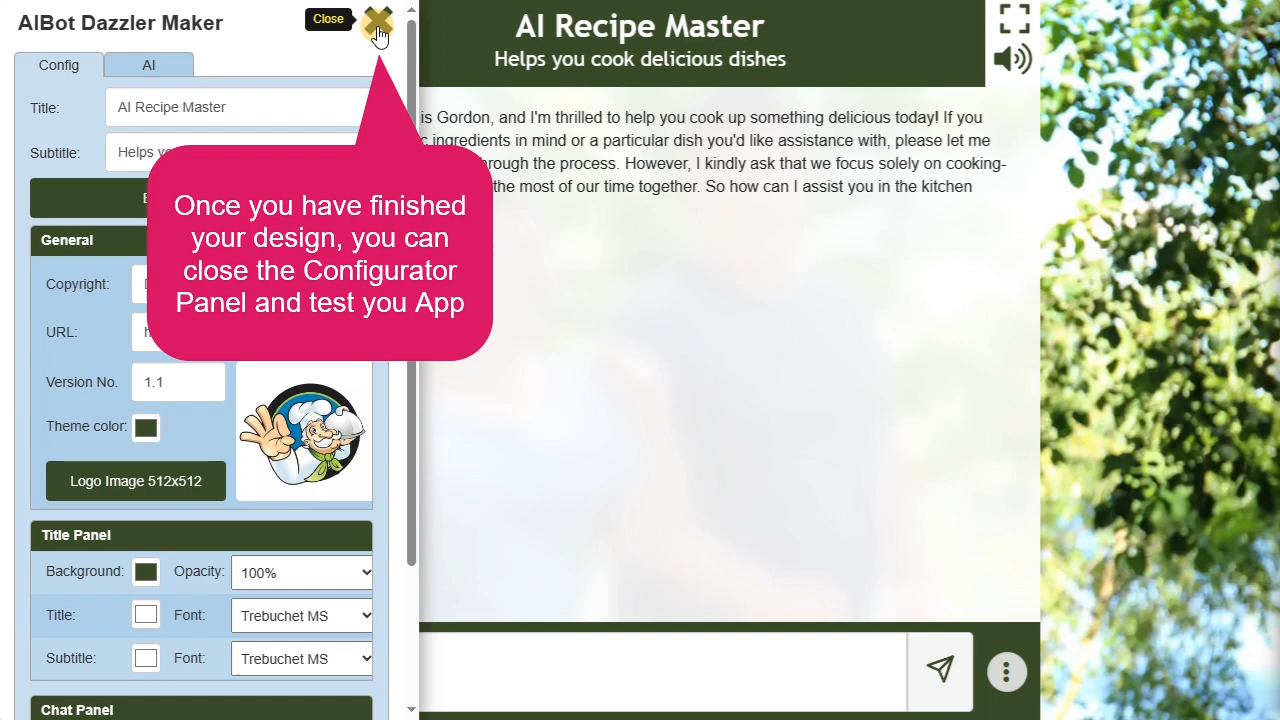 AIBot Dazzler Maker
Close
Config
AI
Title:
AI Recipe Master
Subtitle:
Helps
General
Copyright:
URL:
Version No.
1.1
Theme color:
Logo Image 512x512
Title Panel
Background:
Opacity:
100%
Title:
Font:
Trebuchet MS
Subtitle:
Font:
Trebuchet MS
Chat Panel
Once you have finished
your design, you can
close the Configurator
Panel and test you App
AI Recipe Master
Helps you cook delicious dishes
is Gordon, and I'm thrilled to help you cook up something delicious today! If you
ingredients in mind or a particular dish you'd like assistance with, please let me
through the process. However, I kindly ask that we focus solely on cooking-
the most of our time together. So how can I assist you in the kitchen